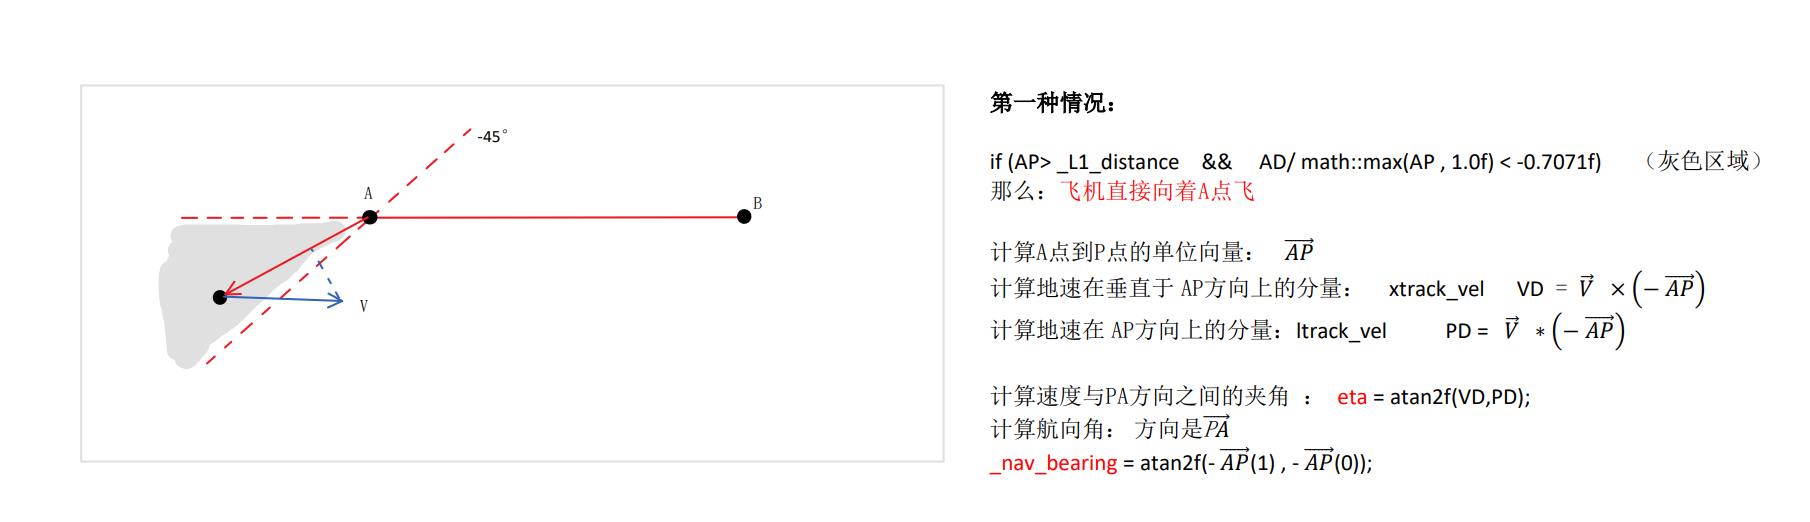 -45°
A
B
V
第一种情况：
if (AP> _L1_distance && AD/ math::max(AP , 1.0f) < -0.7071f) （灰色区域）
那么：飞机直接向着A点飞
计算A点到P点的单位向量： $\overrightarrow{AP}$
计算地速在垂直于 AP方向上的分量： xtrack_vel VD = $\vec{V}$ × (− $\overrightarrow{AP}$)
计算地速在 AP方向上的分量：ltrack_vel PD = $\vec{V}$ ∗ (− $\overrightarrow{AP}$)
计算速度与PA方向之间的夹角 ： eta = atan2f(VD,PD);
计算航向角： 方向是$\overrightarrow{PA}$
_nav_bearing = atan2f(- $\overrightarrow{AP}$(1) , - $\overrightarrow{AP}$(0));